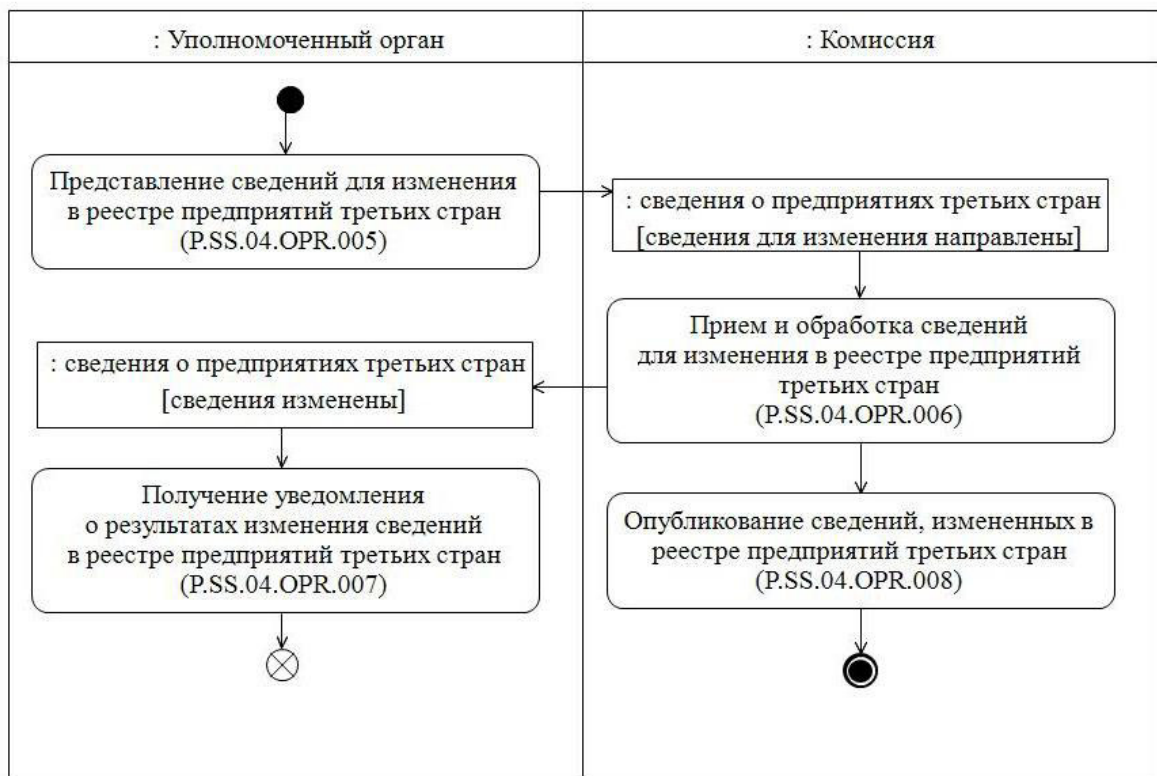 : Уполномоченный орган
: Комиссия
Представление сведений для изменения
в реестре предприятий третьих стран
(P.SS.04.OPR.005)
: сведения о предприятиях третьих стран
[сведения для изменения направлены]
Прием и обработка сведений
для изменения в реестре предприятий
третьих стран
(P.SS.04.OPR.006)
: сведения о предприятиях третьих стран
[сведения изменены]
Получение уведомления
о результатах изменения сведений
в реестре предприятий третьих стран
(P.SS.04.OPR.007)
Опубликование сведений, измененных в
реестре предприятий третьих стран
(P.SS.04.OPR.008)